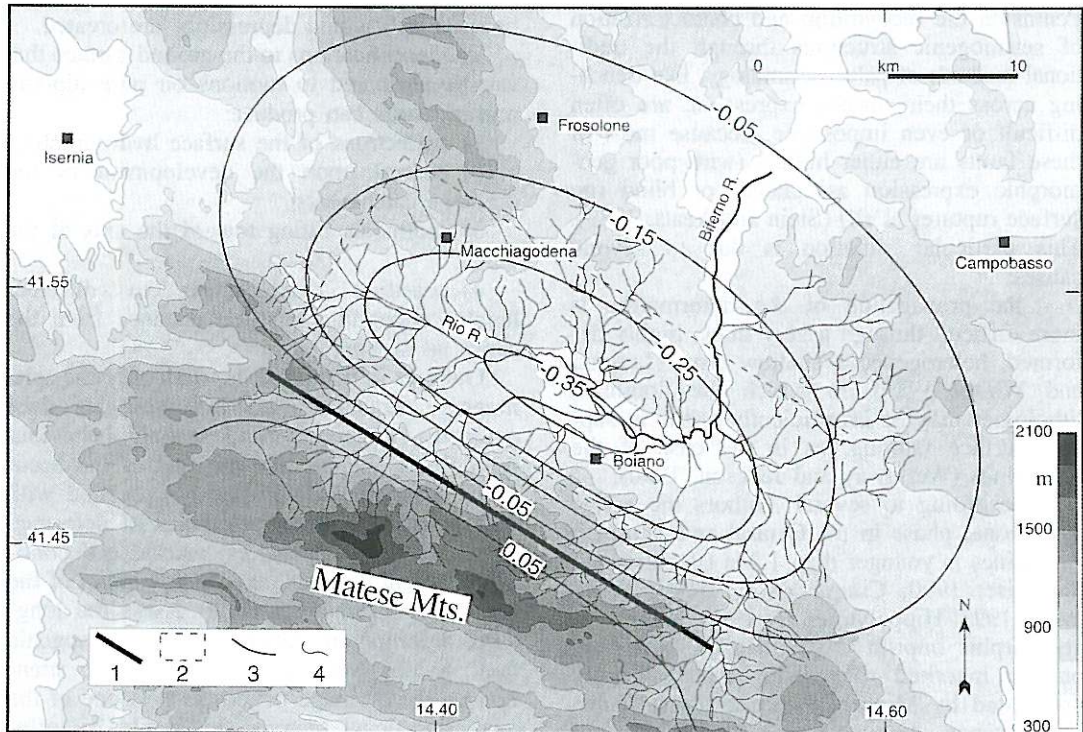 0 km 10
-0.05
Frosolone
Isernia
-0.15
Biferno R.
Macchiagodena
Campobasso
41.55
Rio R.
-0.25
-0.35
Boiano
2100
m
-0.05
1500
41.45
0.05
Matese Mts.
N
900
1 2 3 4
14.40
14.60
300